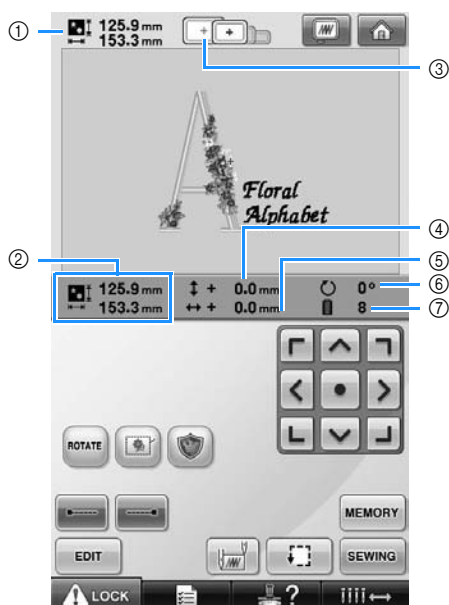 ① 125.9 mm
153.3 mm
③
Floral
Alphabet
④
② ⑤
125.9 mm ↕ + 0.0 mm 0° ⑥
153.3 mm ↔ + 0.0 mm 8 ⑦
ROTATE
MEMORY
EDIT SEWING
LOCK ?